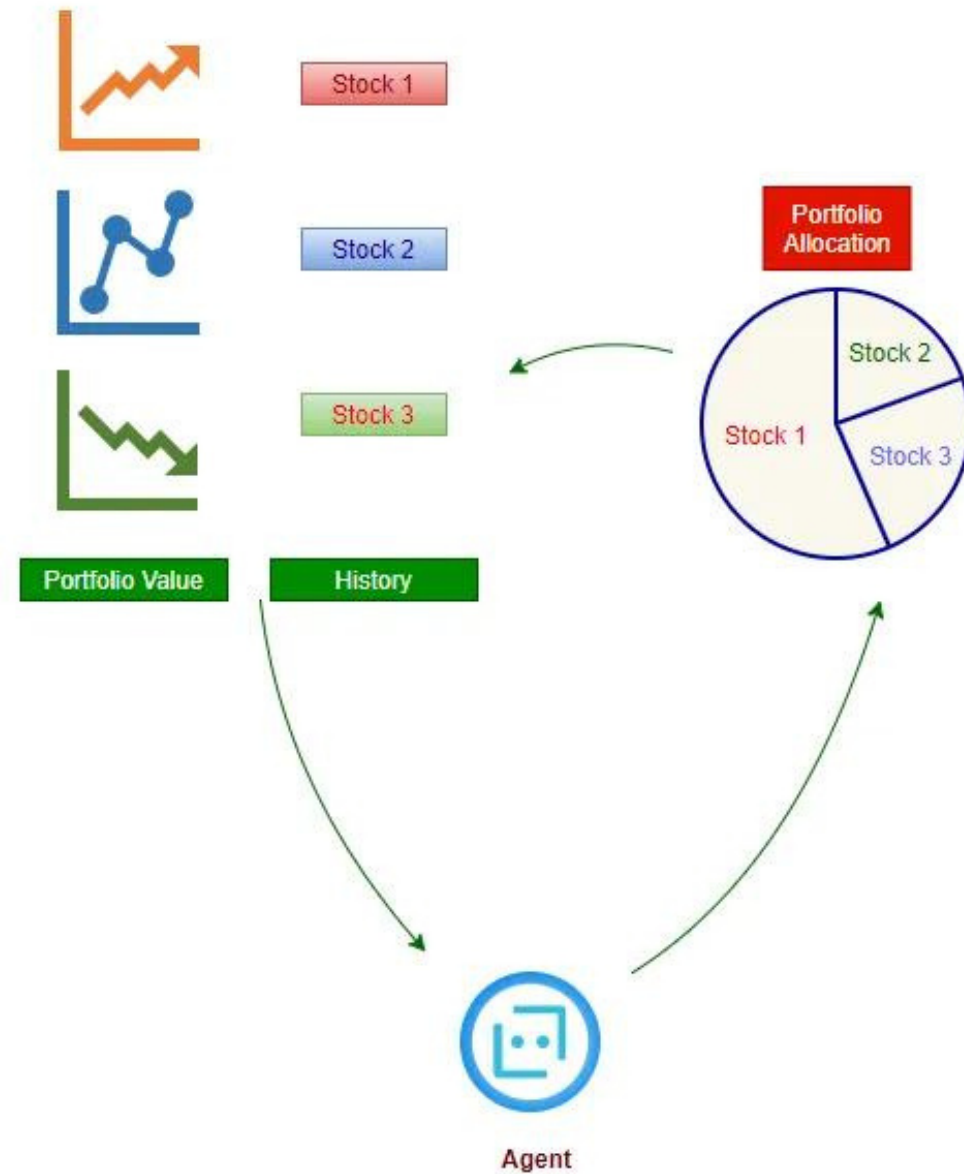 Stock 1
Stock 2
Stock 3
Portfolio Value
History
Portfolio
Allocation
Stock 2
Stock 1
Stock 3
Agent